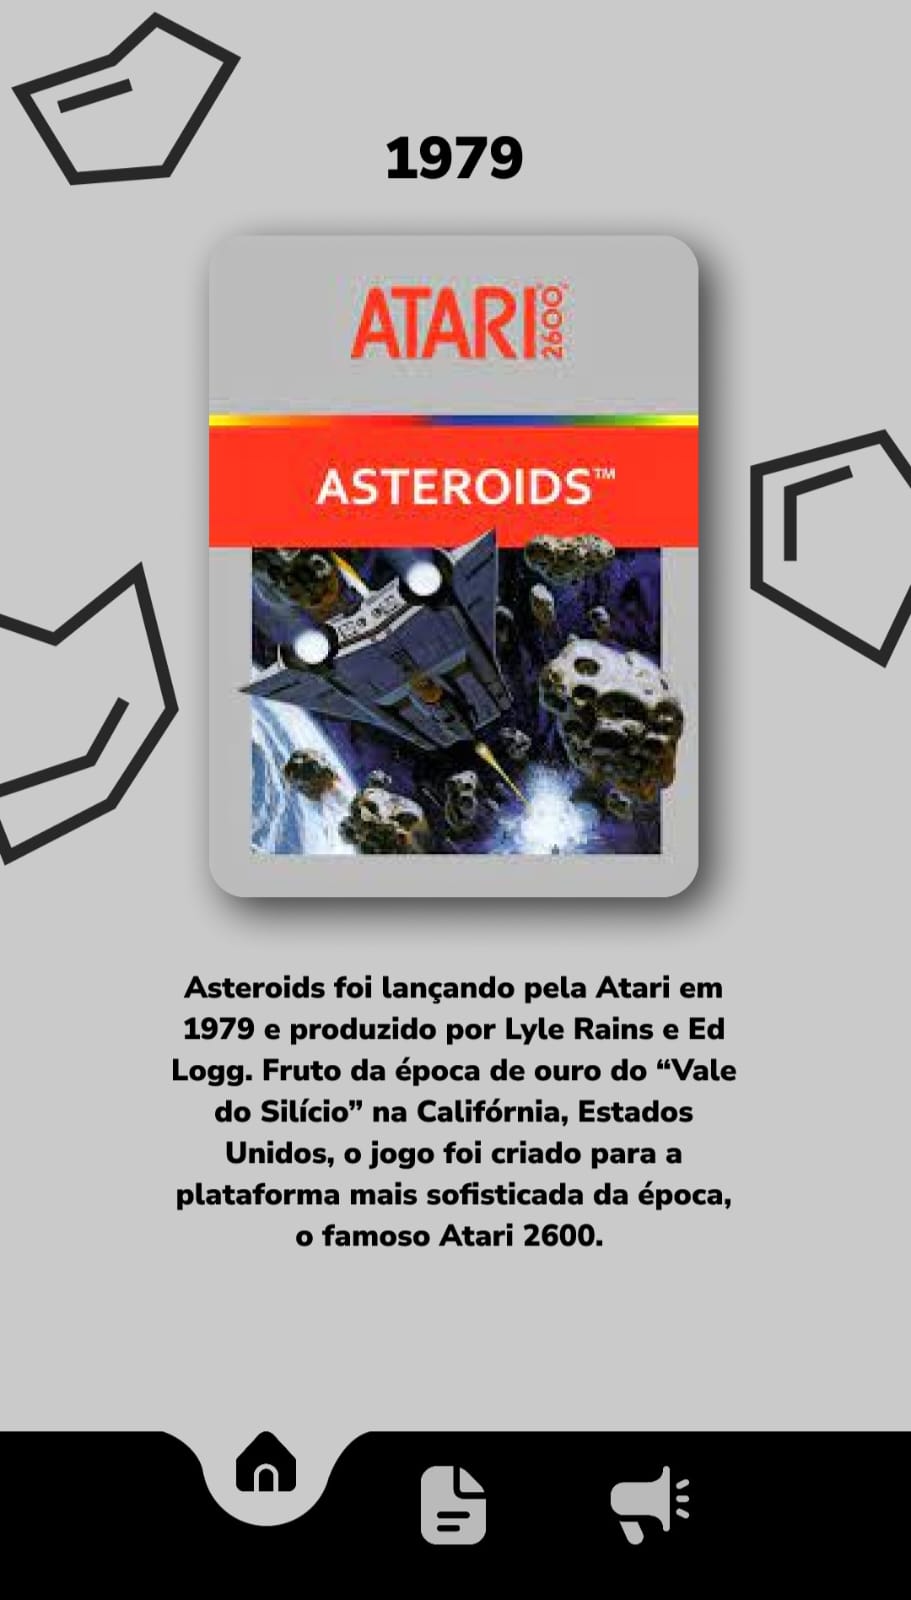 1979
ATARI 2600
ASTEROIDS™
Asteroids foi lançando pela Atari em
1979 e produzido por Lyle Rains e Ed
Logg. Fruto da época de ouro do “Vale
do Silício” na Califórnia, Estados
Unidos, o jogo foi criado para a
plataforma mais sofisticada da época,
o famoso Atari 2600.